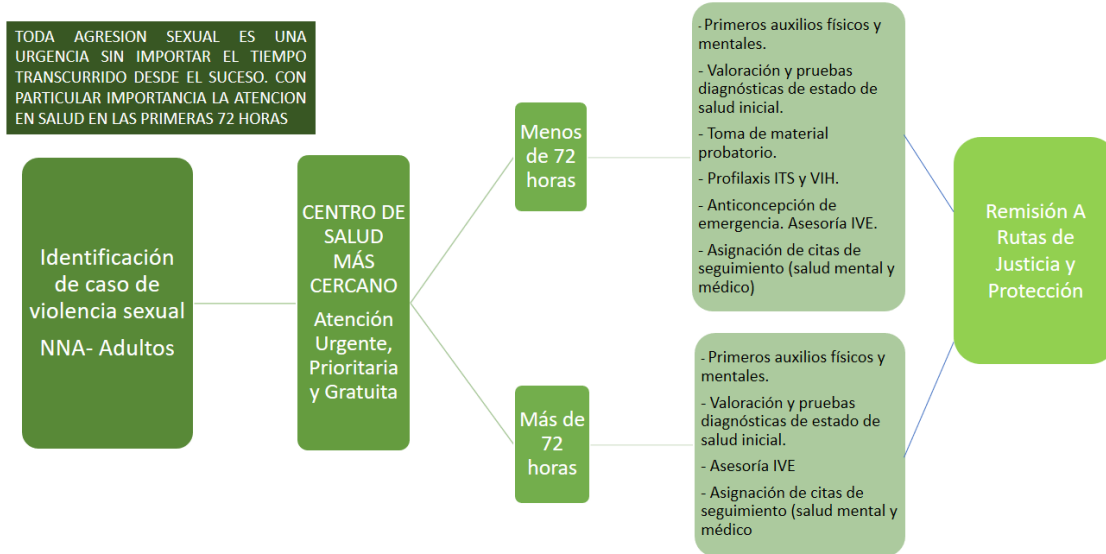 TODA AGRESION SEXUAL ES UNA
URGENCIA SIN IMPORTAR EL TIEMPO
TRANSCURRIDO DESDE EL SUCESO. CON
PARTICULAR IMPORTANCIA LA ATENCION
EN SALUD EN LAS PRIMERAS 72 HORAS
Identificación
de caso de
violencia sexual
NNA- Adultos
CENTRO DE
SALUD
MÁS
CERCANO
Atención
Urgente,
Prioritaria
y Gratuita
Menos
de 72
horas
- Primeros auxilios físicos y
mentales.
- Valoración y pruebas
diagnósticas de estado de
salud inicial.
- Toma de material
probatorio.
- Profilaxis ITS y VIH.
- Anticoncepción de
emergencia. Asesoría IVE.
- Asignación de citas de
seguimiento (salud mental y
médico)
Más de
72
horas
- Primeros auxilios físicos y
mentales.
- Valoración y pruebas
diagnósticas de estado de
salud inicial.
- Asesoría IVE
- Asignación de citas de
seguimiento (salud mental y
médico
Remisión A
Rutas de
Justicia y
Protección